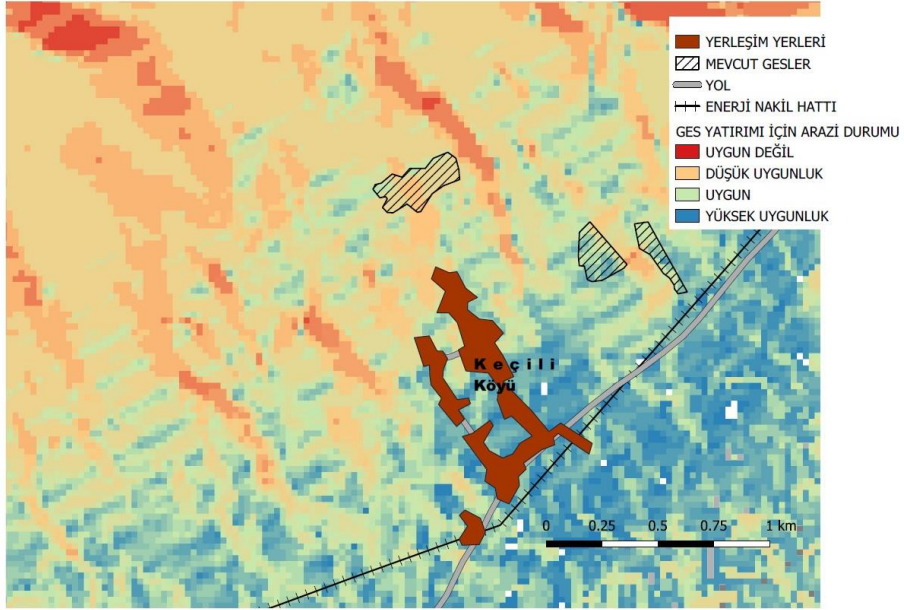 YERLEŞİM YERLERİ
MEVCUT GESLER
YOL
ENERJİ NAKİL HATTI
GES YATIRIMI İÇİN ARAZİ DURUMU
UYGUN DEĞİL
DÜŞÜK UYGUNLUK
UYGUN
YÜKSEK UYGUNLUK
Keçili
Köyü
0 0.25 0.5 0.75 1 km